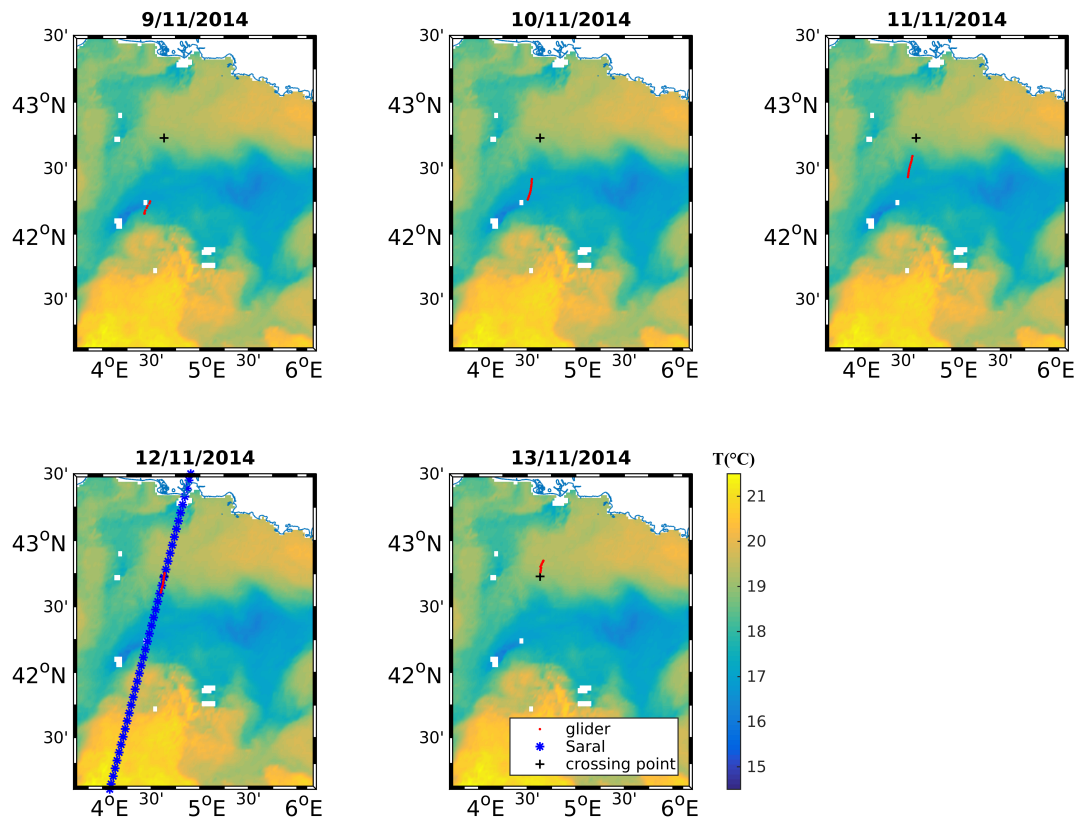 9/11/2014
10/11/2014
11/11/2014
30'
43°N
30'
42°N
30'
4°E 30' 5°E 30' 6°E
30'
43°N
30'
42°N
30'
4°E 30' 5°E 30' 6°E
30'
43°N
30'
42°N
30'
4°E 30' 5°E 30' 6°E
12/11/2014
13/11/2014
T(°C)
30'
43°N
30'
42°N
30'
4°E 30' 5°E 30' 6°E
30'
43°N
30'
42°N
30'
4°E 30' 5°E 30' 6°E
glider
Saral
crossing point
21
20
19
18
17
16
15